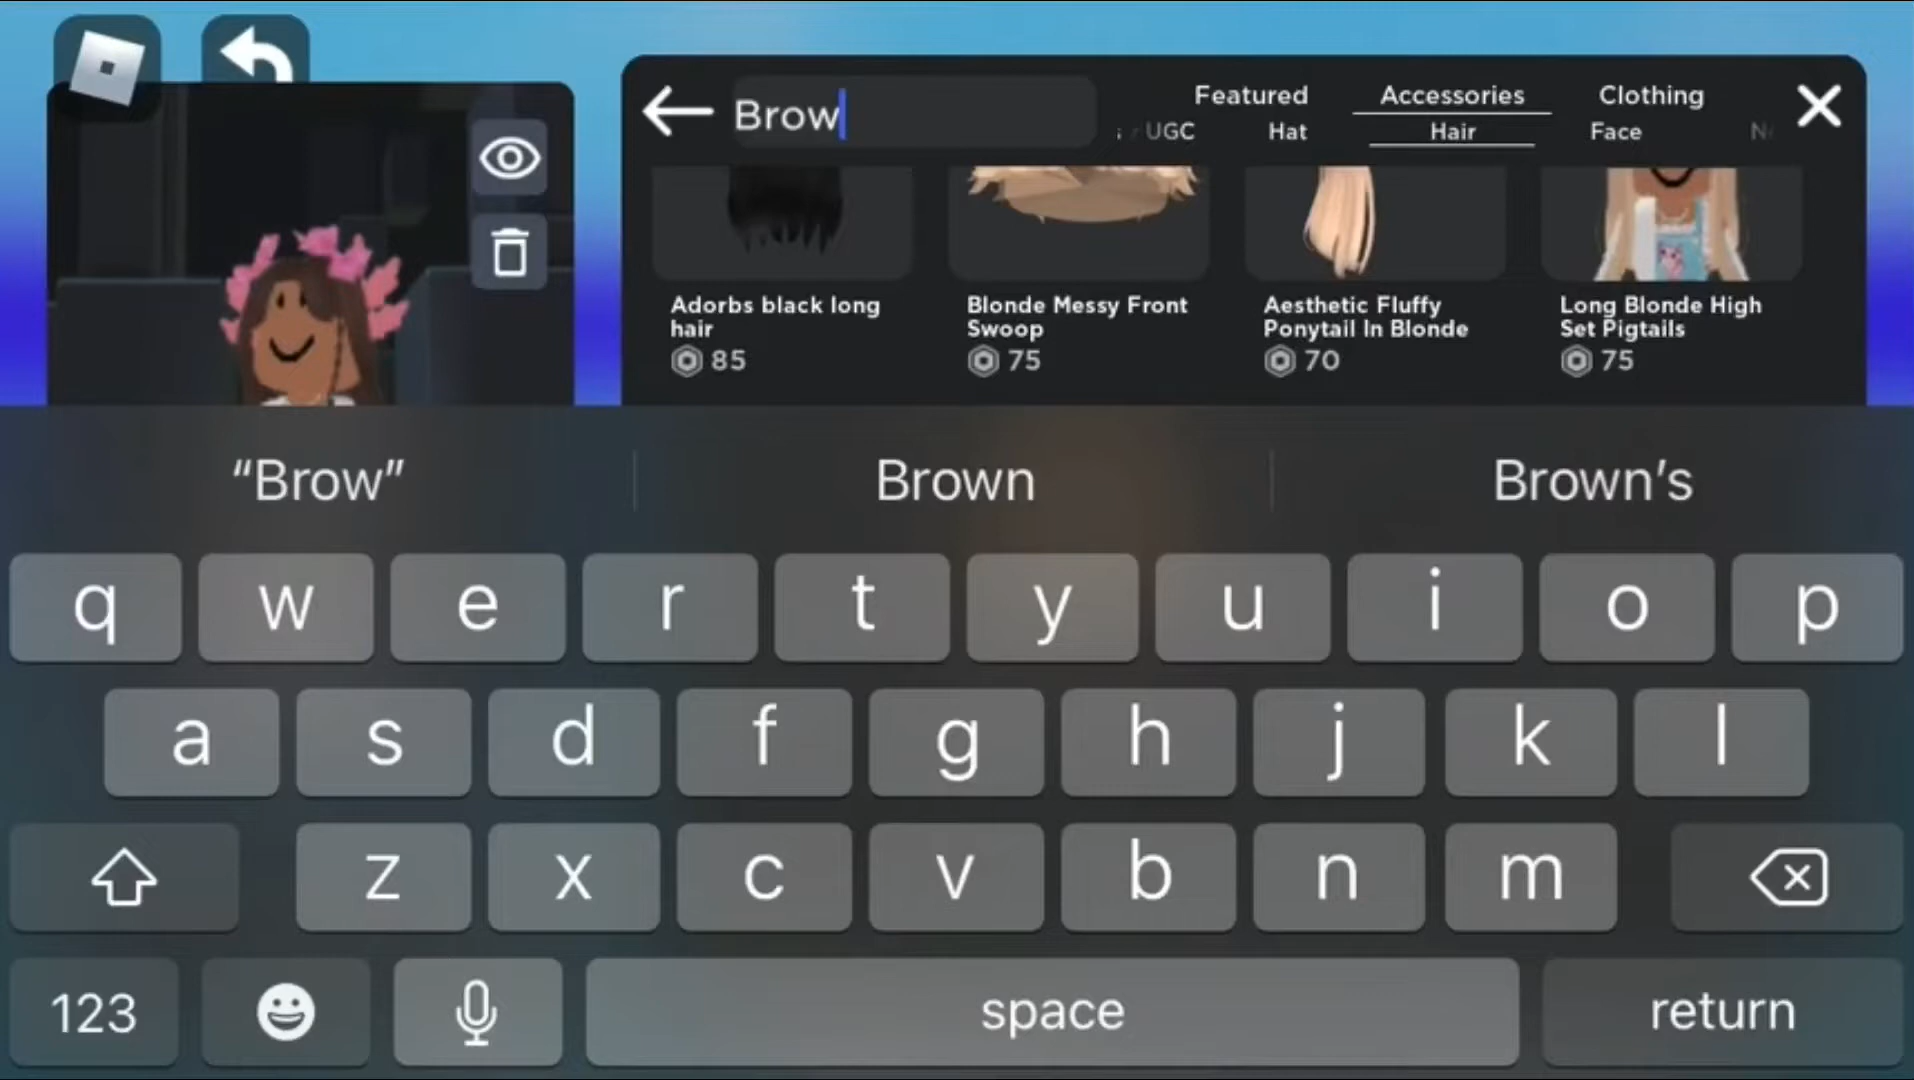 Brow
Featured Accessories Clothing
UGC Hat Hair Face
Adorbs black long hair
85
Blonde Messy Front Swoop
75
Aesthetic Fluffy Ponytail In Blonde
70
Long Blonde High Set Pigtails
75
“Brow” Brown Brown’s
q w e r t y u i o p
a s d f g h j k l
z x c v b n m
123 space return